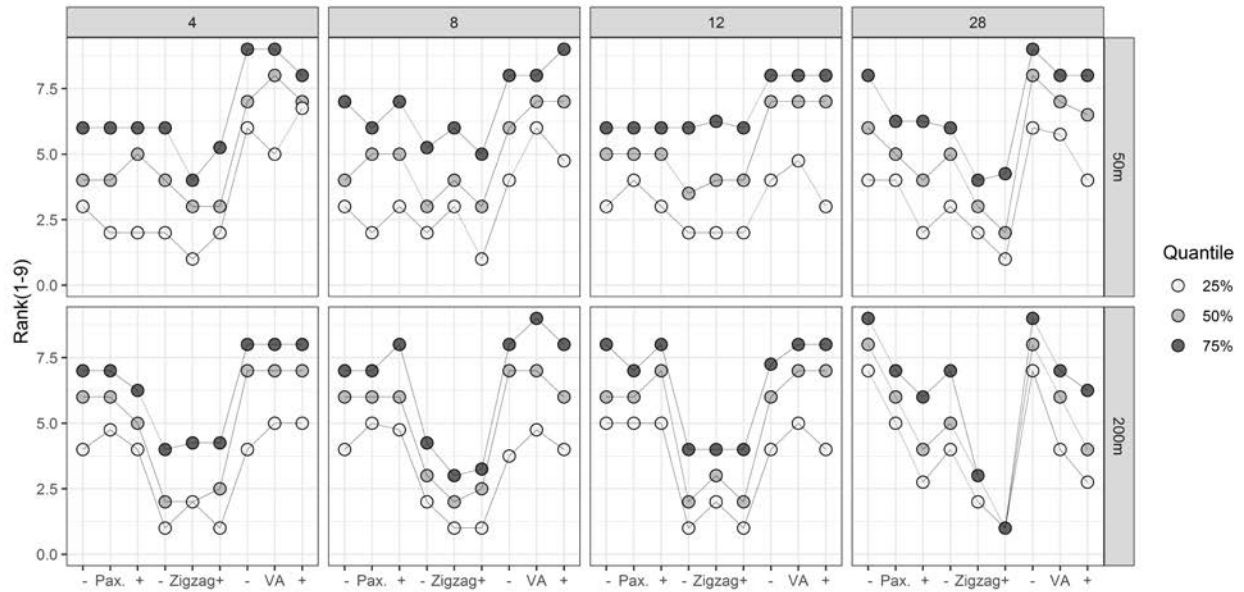 4 8 12 28
7.5
5.0
2.5
0.0
50m
7.5
5.0
2.5
0.0
200m
Rank(1-9)
- Pax. + - Zigzag+ - VA + - Pax. + - Zigzag+ - VA + - Pax. + - Zigzag+ - VA + - Pax. + - Zigzag+ - VA +
Quantile
25%
50%
75%